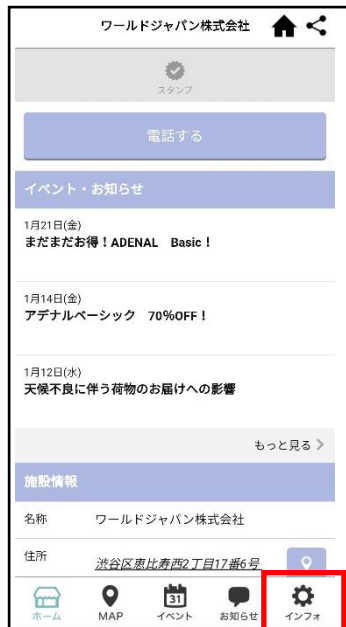 ワールドジャパン株式会社
スタンプ
電話する
イベント・お知らせ
1月21日(金)
まだまだお得！ADENAL　Basic！
1月14日(金)
アデナルベーシック　70%OFF！
1月12日(水)
天候不良に伴う荷物のお届けへの影響
もっと見る
施設情報
名称　ワールドジャパン株式会社
住所　渋谷区恵比寿西2丁目17番6号
31
ホーム　MAP　イベント　お知らせ　インフォ